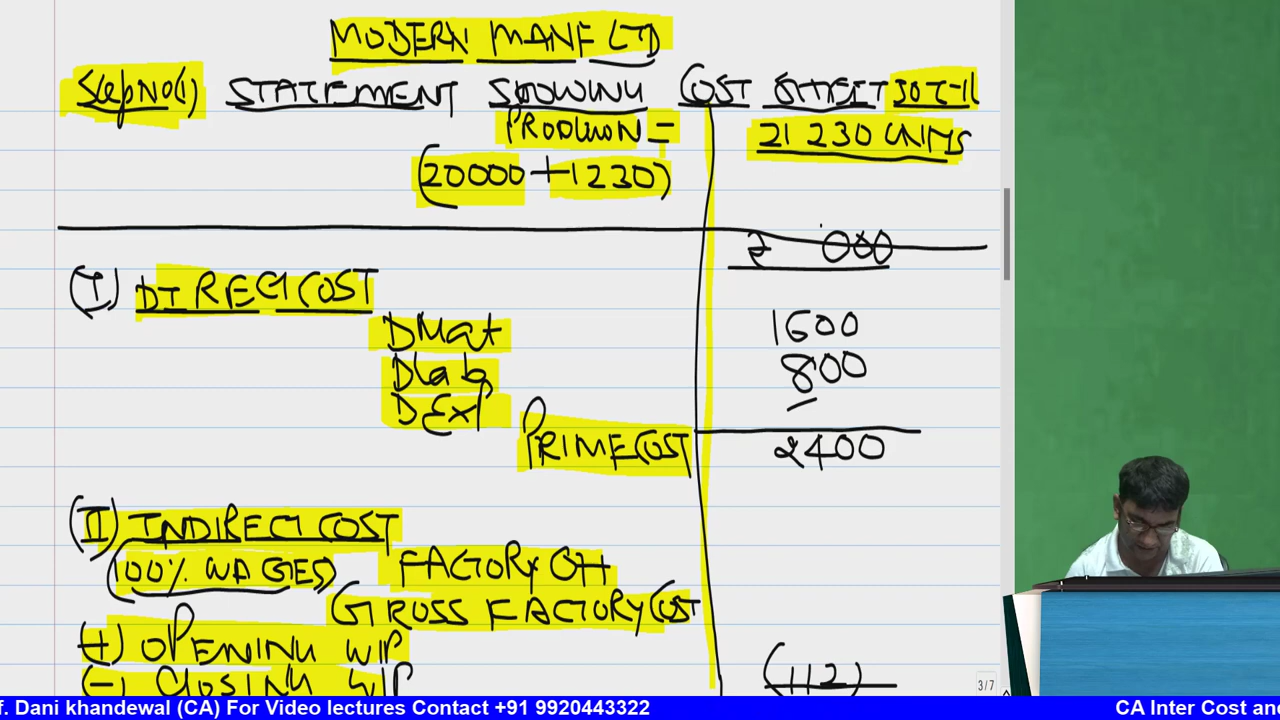 MODERN MANF LTD
Step No(1) STATEMENT SHOWING COST SHEET
PRODUCTION =
21 230 UNITS
(20000 + 1230)
₹ 000
(I) DIRECT COST
DMat 1600
DLab 800
DExp -
PRIME COST 2400
(II) INDIRECT COST
(100% WAGES) FACTORY OH
GROSS FACTORY COST
(+) OPENING WIP
(-) CLOSING WIP (112)
3/7
f. Dani khandewal (CA) For Video lectures Contact +91 9920443322 CA Inter Cost and